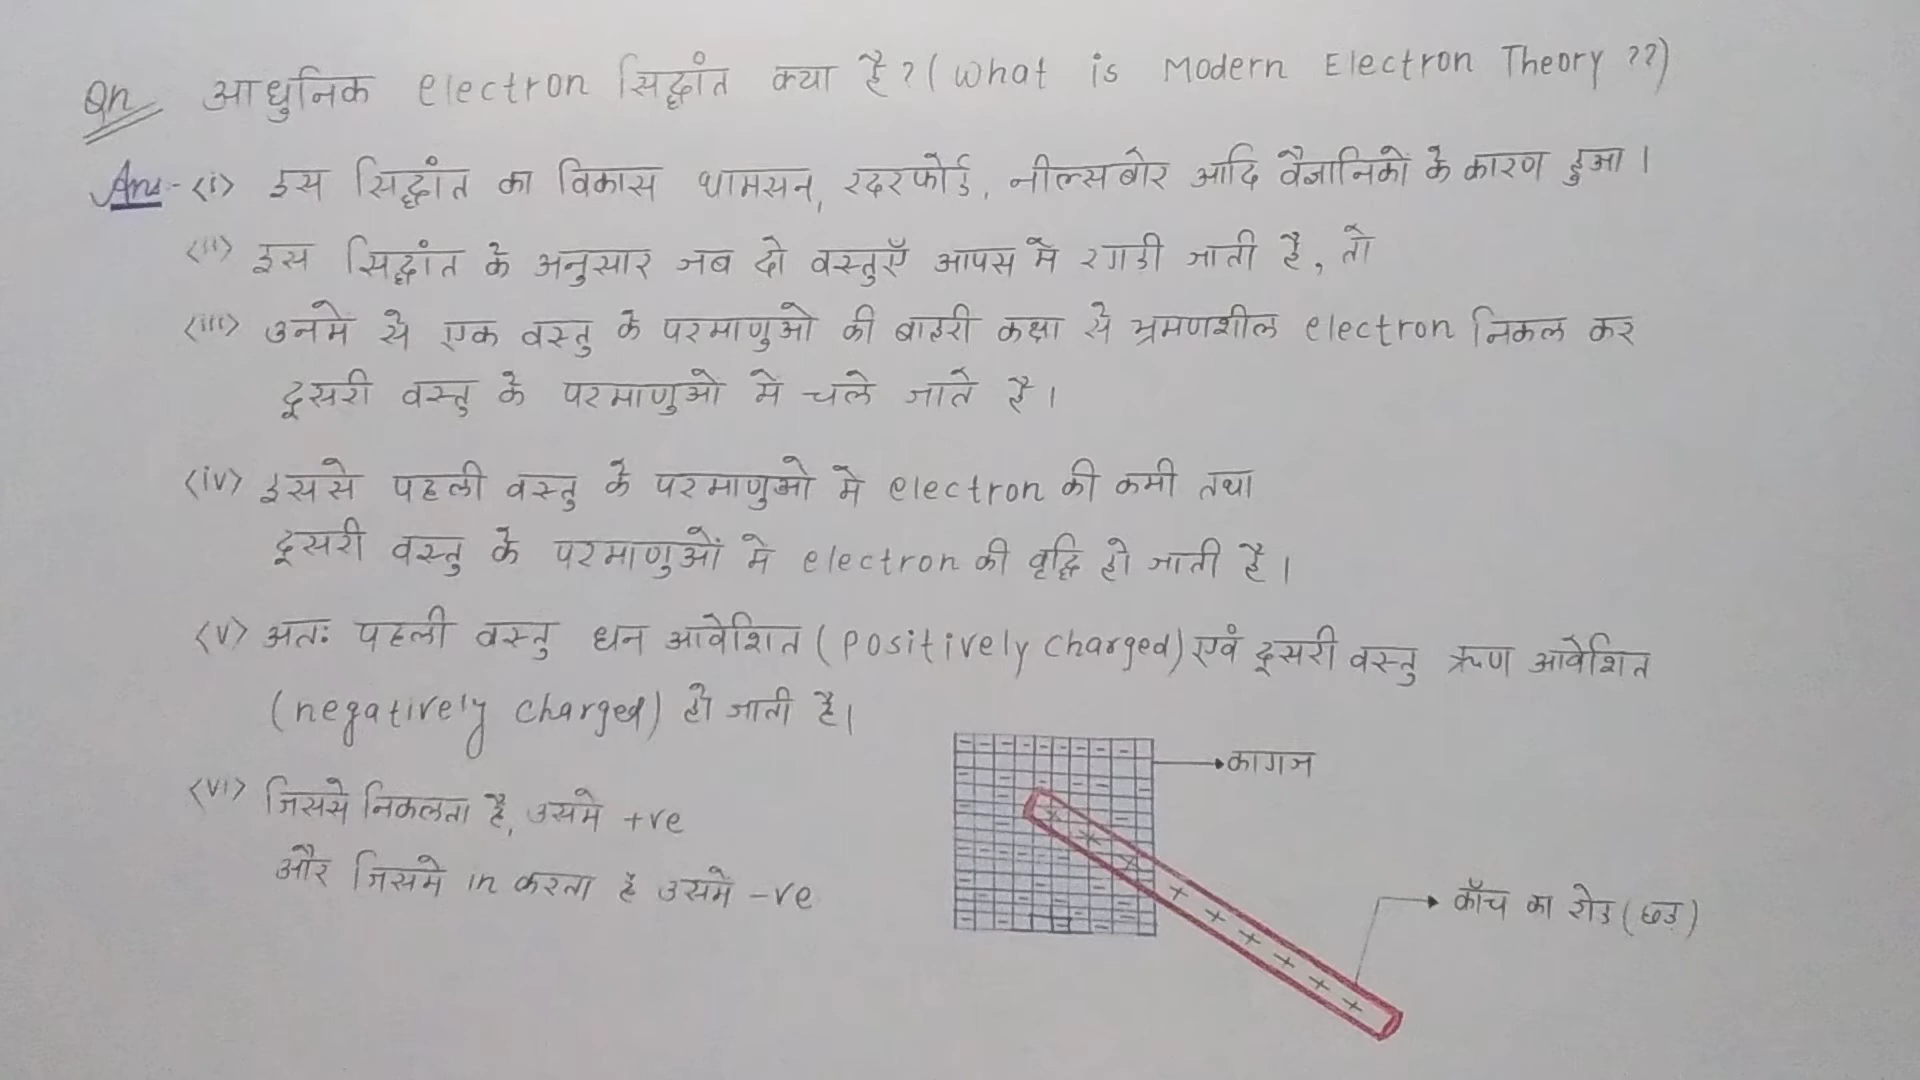 Qn आधुनिक electron सिद्धांत क्या है? (What is Modern Electron Theory ??)
Ans:- (i) इस सिद्धांत का विकास थामसन, रदरफोर्ड, नील्सबोर आदि वैज्ञानिकों के कारण हुआ।
(ii) इस सिद्धांत के अनुसार जब दो वस्तुएँ आपस मे रगड़ी जाती है, तो
(iii) उनमे से एक वस्तु के परमाणुओ की बाहरी कक्षा से भ्रमणशील electron निकल कर
दूसरी वस्तु के परमाणुओ मे चले जाते है।
(iv) इससे पहली वस्तु के परमाणुओ मे electron की कमी तथा
दूसरी वस्तु के परमाणुओं मे electron की वृद्धि हो जाती है।
(v) अतः पहली वस्तु धन आवेशित (positively charged) एवं दूसरी वस्तु ऋण आवेशित
(negatively charged) हो जाती है।
(vi) जिससे निकलता है, उसमे +ve
और जिसमे in करता है उसमे -ve
कागज
काँच का रोड (छड़)